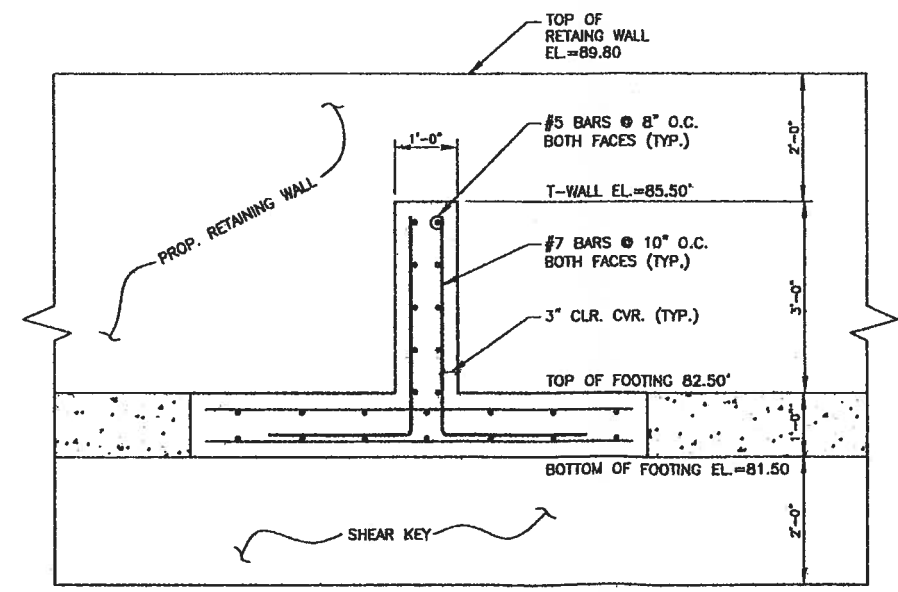 TOP OF
RETAING WALL
EL.=89.80
#5 BARS @ 8" O.C.
BOTH FACES (TYP.)
1'-0"
2'-0"
T-WALL EL.=85.50'
PROP. RETAINING WALL
#7 BARS @ 10" O.C.
BOTH FACES (TYP.)
3'-0"
3" CLR. CVR. (TYP.)
TOP OF FOOTING 82.50'
1'-0"
BOTTOM OF FOOTING EL.=81.50
SHEAR KEY
2'-0"